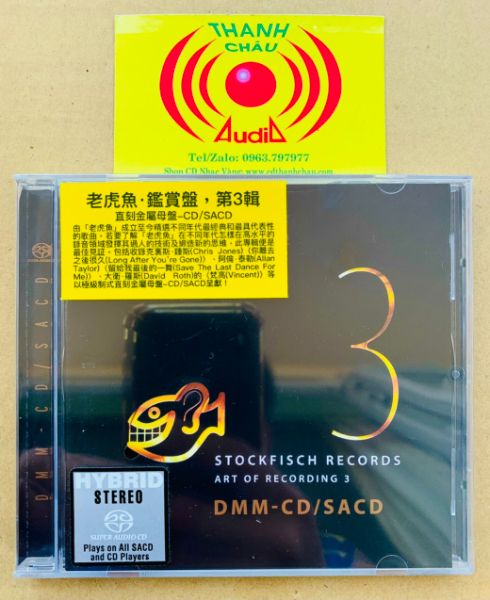 THANH
CHÂU
AudiO
Tel/Zalo: 0963.797977
Shop CD Nhạc Vàng: www.cdthanhchau.com
老虎魚·鑑賞盤，第3輯
直刻金屬母盤-CD/SACD
由「老虎魚」成立至今精選不同年代最經典和最具代表性
的歌曲。若要了解「老虎魚」在不同年代怎樣在高水平的
錄音領域發揮其過人的技術及締造新的思維，此專輯便是
最佳見証。包括收錄克里斯·鍾斯(Chris Jones)《你離去
之後很久(Long After You're Gone)》、阿倫·泰勒(Allan
Taylor)《留給我最後的一舞(Save The Last Dance For
Me)》、大衛·羅斯(David Roth)的《梵高(Vincent)》等
以極級制式直刻金屬母盤-CD/SACD呈獻！
DMM-CD/SACD
3
STOCKFISCH RECORDS
ART OF RECORDING 3
DMM-CD/SACD
HYBRID
STEREO
SUPER AUDIO CD
Plays on All SACD
and CD Players